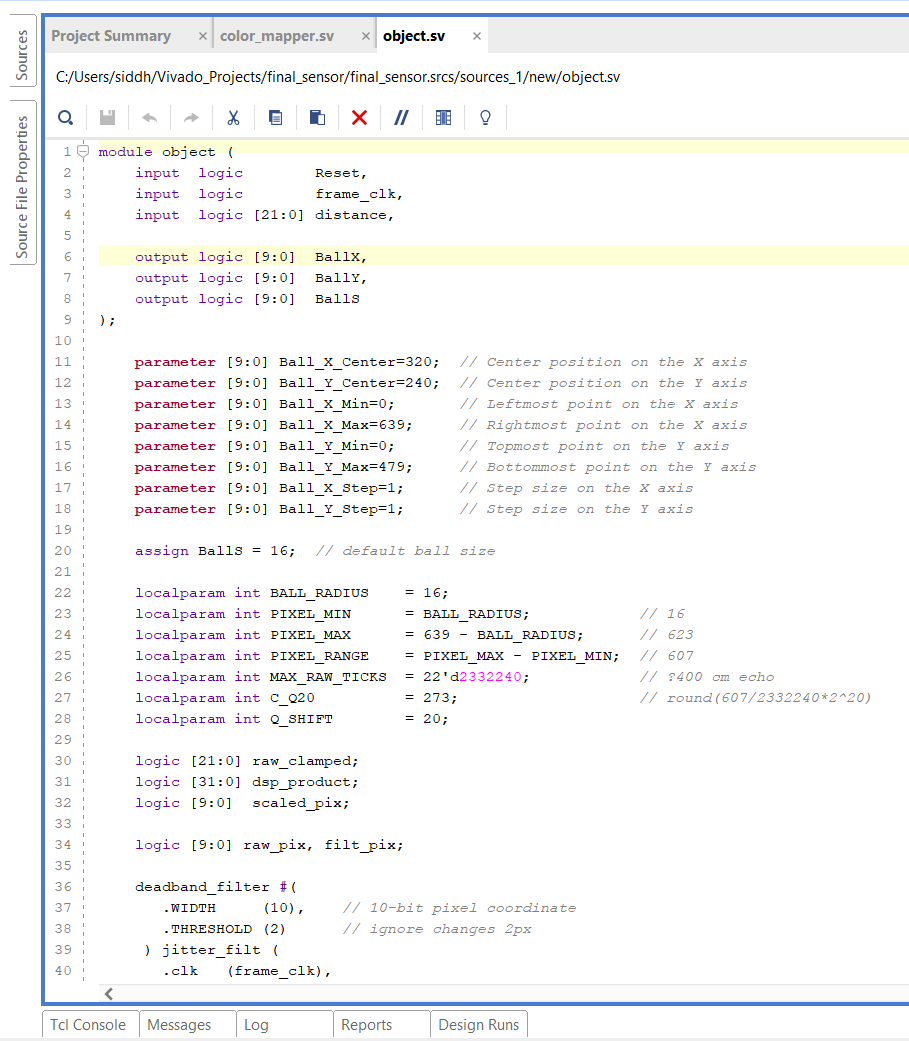 Sources
Source File Properties
Project Summary × color_mapper.sv × object.sv ×
C:/Users/siddh/Vivado_Projects/final_sensor/final_sensor.srcs/sources_1/new/object.sv
1 module object (
2 input logic Reset,
3 input logic frame_clk,
4 input logic [21:0] distance,
5
6 output logic [9:0] BallX,
7 output logic [9:0] BallY,
8 output logic [9:0] BallS
9 );
10
11 parameter [9:0] Ball_X_Center=320; // Center position on the X axis
12 parameter [9:0] Ball_Y_Center=240; // Center position on the Y axis
13 parameter [9:0] Ball_X_Min=0; // Leftmost point on the X axis
14 parameter [9:0] Ball_X_Max=639; // Rightmost point on the X axis
15 parameter [9:0] Ball_Y_Min=0; // Topmost point on the Y axis
16 parameter [9:0] Ball_Y_Max=479; // Bottommost point on the Y axis
17 parameter [9:0] Ball_X_Step=1; // Step size on the X axis
18 parameter [9:0] Ball_Y_Step=1; // Step size on the Y axis
19
20 assign BallS = 16; // default ball size
21
22 localparam int BALL_RADIUS = 16;
23 localparam int PIXEL_MIN = BALL_RADIUS; // 16
24 localparam int PIXEL_MAX = 639 - BALL_RADIUS; // 623
25 localparam int PIXEL_RANGE = PIXEL_MAX - PIXEL_MIN; // 607
26 localparam int MAX_RAW_TICKS = 22'd2332240; // ?400 cm echo
27 localparam int C_Q20 = 273; // round(607/2332240*2^20)
28 localparam int Q_SHIFT = 20;
29
30 logic [21:0] raw_clamped;
31 logic [31:0] dsp_product;
32 logic [9:0] scaled_pix;
33
34 logic [9:0] raw_pix, filt_pix;
35
36 deadband_filter #(
37 .WIDTH (10), // 10-bit pixel coordinate
38 .THRESHOLD (2) // ignore changes 2px
39 ) jitter_filt (
40 .clk (frame_clk),
Tcl Console Messages Log Reports Design Runs